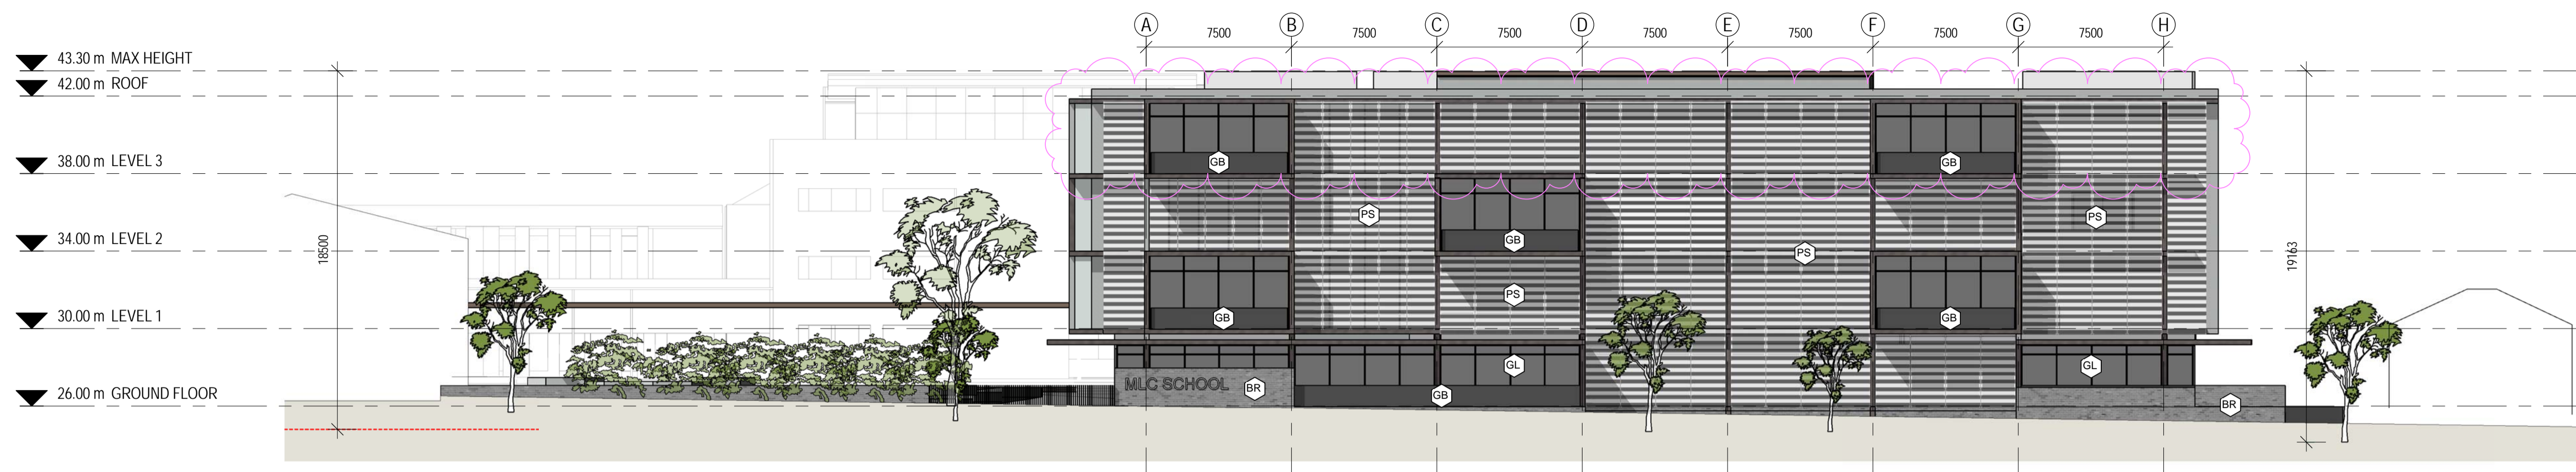 A B C D E F G H
7500 7500 7500 7500 7500 7500 7500
43.30 m MAX HEIGHT
42.00 m ROOF
38.00 m LEVEL 3
GB GB
PS PS
34.00 m LEVEL 2
18500
GB
PS
19163
PS
30.00 m LEVEL 1
GB GB
GL GL
26.00 m GROUND FLOOR
MLC SCHOOL
BR
GB
BR